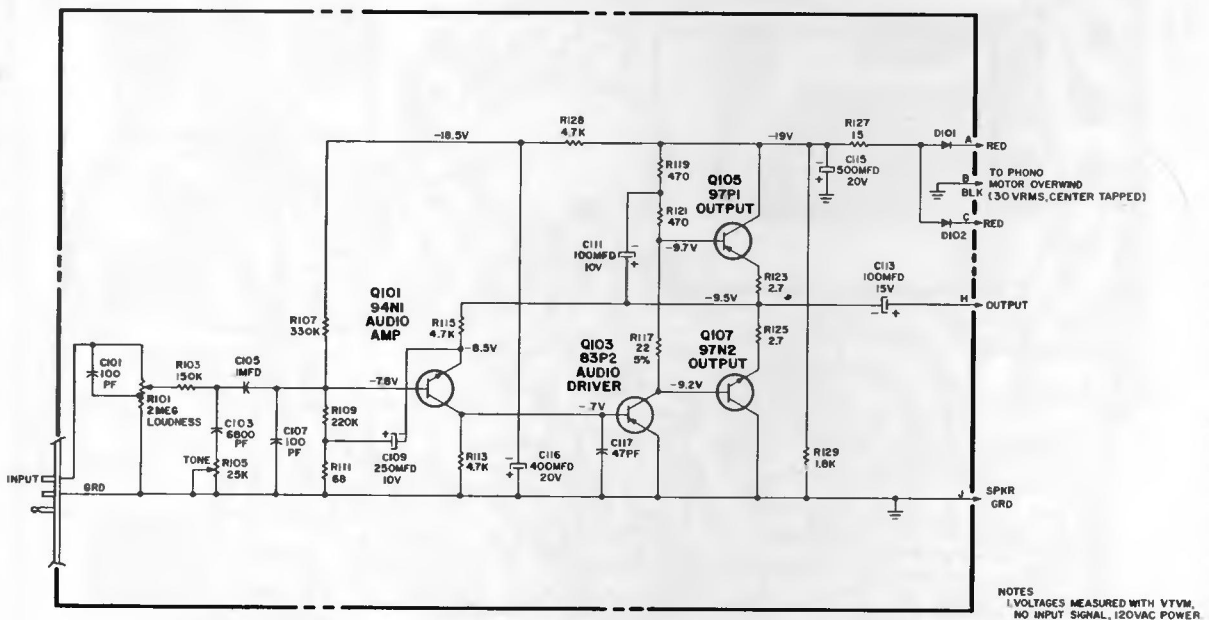 R128
4.7K
-18.5V
-19V
R127
15
D101
A
RED
R119
470
C115
500MFD
20V
B
BLK
TO PHONO
MOTOR OVERWIND
(30 VRMS, CENTER TAPPED)
Q105
97P1
OUTPUT
R121
470
C
RED
D102
-9.7V
C111
100MFD
10V
R123
2.7
C113
100MFD
15V
H
OUTPUT
-9.5V
Q101
94N1
AUDIO
AMP
R115
4.7K
R107
330K
-8.5V
R117
22
5%
Q107
97N2
OUTPUT
R125
2.7
Q103
83P2
AUDIO
DRIVER
C101
100
PF
R103
150K
C105
.1MFD
-7.8V
-9.2V
R101
2MEG
LOUDNESS
-.7V
C103
6800
PF
C107
100
PF
R109
220K
C109
250MFD
10V
R113
4.7K
C116
400MFD
20V
C117
47PF
R129
1.8K
TONE
R105
25K
R111
68
INPUT
GRD
J
SPKR
GRD
NOTES
1. VOLTAGES MEASURED WITH VTVM,
NO INPUT SIGNAL, 120VAC POWER